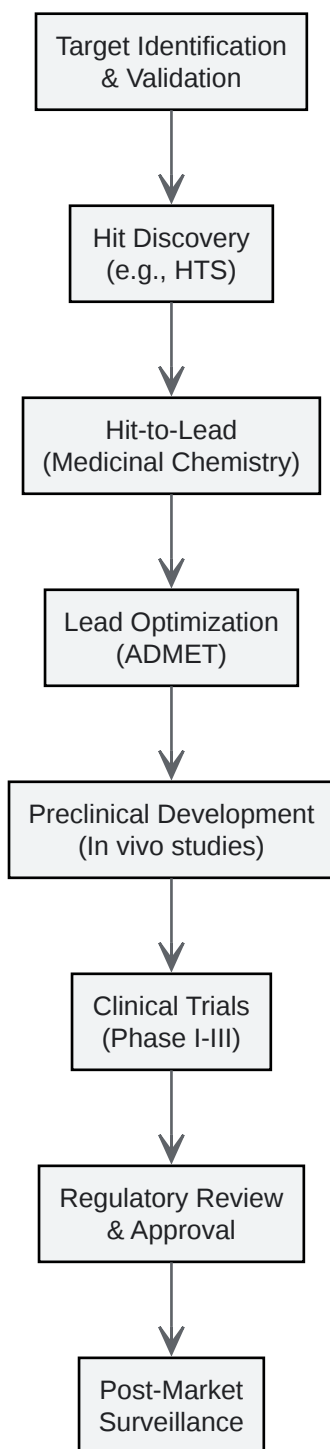 Target Identification
& Validation
Hit Discovery
(e.g., HTS)
Hit-to-Lead
(Medicinal Chemistry)
Lead Optimization
(ADMET)
Preclinical Development
(In vivo studies)
Clinical Trials
(Phase I-III)
Regulatory Review
& Approval
Post-Market
Surveillance